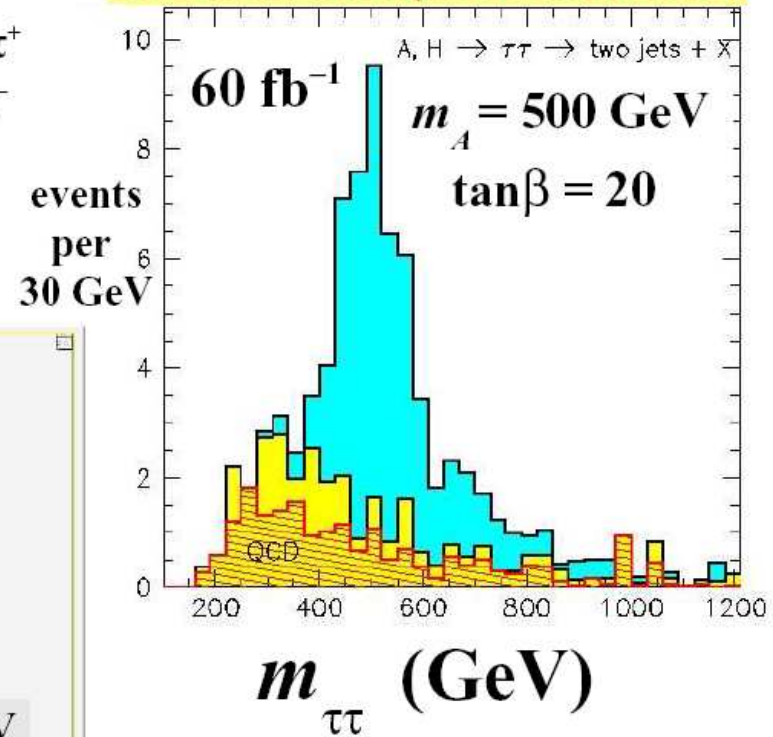 τ⁺
A, H → ττ → two jets + X
60 fb⁻¹
m_A = 500 GeV
tanβ = 20
events
per
30 GeV
10
8
6
4
2
0
QCD
200 400 600 800 1000 1200
m_ττ (GeV)
V